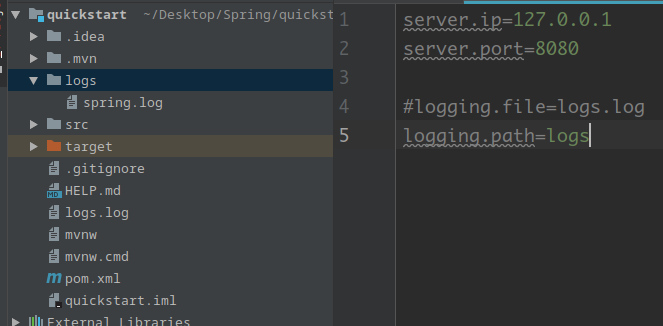 quickstart ~/Desktop/Spring/quickst
.idea
.mvn
logs
spring.log
src
target
.gitignore
HELP.md
logs.log
mvnw
mvnw.cmd
pom.xml
quickstart.iml
External Libraries
1 server.ip=127.0.0.1
2 server.port=8080
3
4 #logging.file=logs.log
5 logging.path=logs